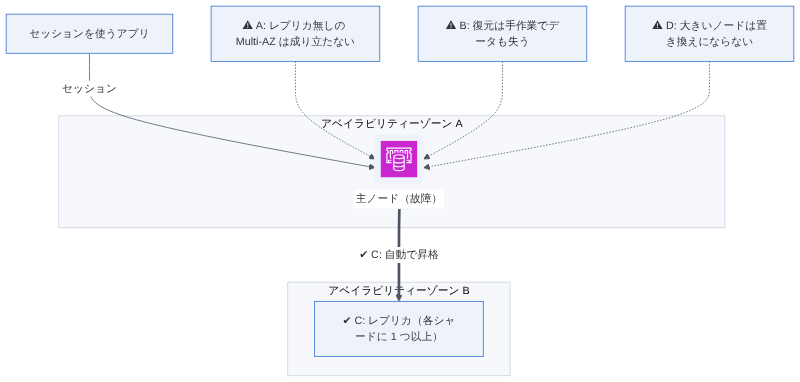 セッションを使うアプリ
⚠ A: レプリカ無しの
Multi-AZ は成り立たない
⚠ B: 復元は手作業でデ
ータも失う
⚠ D: 大きいノードは置
き換えにならない
セッション
アベイラビリティーゾーン A
主ノード（故障）
✔ C: 自動で昇格
アベイラビリティーゾーン B
✔ C: レプリカ（各シャ
ードに 1 つ以上）